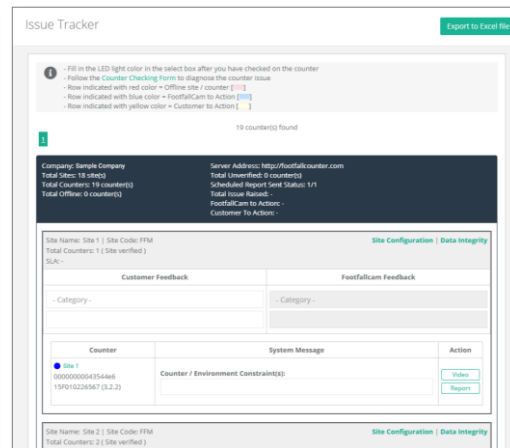 Issue Tracker
Export to Excel file
- Fill in the LED light color in the select box after you have checked on the counter
- Follow the Counter Checking Form to diagnose the counter issue
- Row indicated with red color = Offline site / counter [ ]
- Row indicated with blue color = FootfallCam to Action [ ]
- Row indicated with yellow color = Customer to Action [ ]
19 counter(s) found
1
Company: Sample Company
Total Sites: 18 site(s)
Total Counters: 19 counter(s)
Total Offline: 0 counter(s)
Server Address: http://footfallcounter.com
Total Unverified: 0 counter(s)
Scheduled Report Sent Status: 1/1
Total Issue Raised: -
FootfallCam to Action: -
Customer To Action: -
Site Name: Site 1 | Site Code: FFM
Total Counters: 1 ( Site verified )
SLA: -
Site Configuration | Data Integrity
Customer Feedback
Footfallcam Feedback
- Category -
- Category -
Counter
System Message
Action
Site 1
00000000043544e6
15F010226567 (3.2.2)
Counter / Environment Constraint(s):
Video
Report
Site Name: Site 2 | Site Code: FFM
Total Counters: 2 ( Site verified )
Site Configuration | Data Integrity